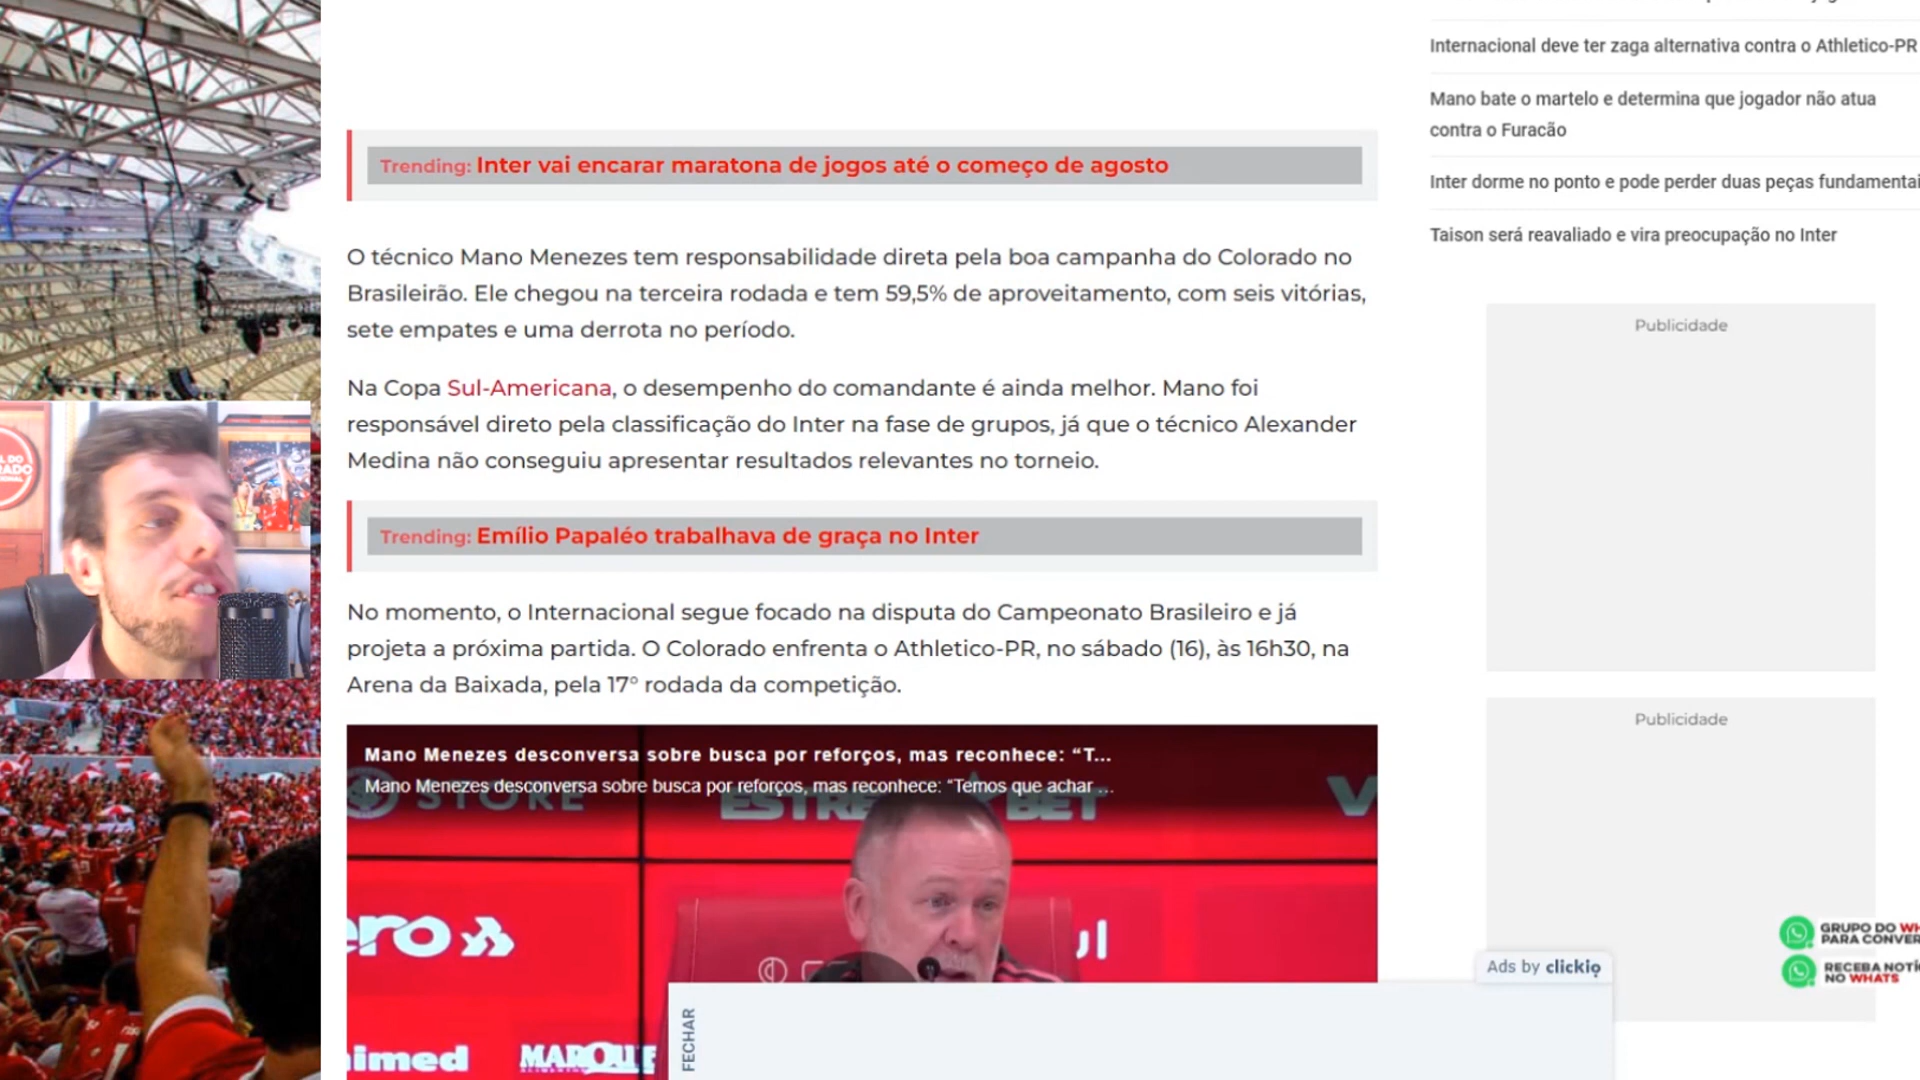 Internacional deve ter zaga alternativa contra o Athletico-PR
Mano bate o martelo e determina que jogador não atua
contra o Furacão
Inter dorme no ponto e pode perder duas peças fundamentai
Taison será reavaliado e vira preocupação no Inter
Trending: Inter vai encarar maratona de jogos até o começo de agosto
O técnico Mano Menezes tem responsabilidade direta pela boa campanha do Colorado no
Brasileirão. Ele chegou na terceira rodada e tem 59,5% de aproveitamento, com seis vitórias,
sete empates e uma derrota no período.
Na Copa Sul-Americana, o desempenho do comandante é ainda melhor. Mano foi
responsável direto pela classificação do Inter na fase de grupos, já que o técnico Alexander
Medina não conseguiu apresentar resultados relevantes no torneio.
Trending: Emílio Papaléo trabalhava de graça no Inter
No momento, o Internacional segue focado na disputa do Campeonato Brasileiro e já
projeta a próxima partida. O Colorado enfrenta o Athletico-PR, no sábado (16), às 16h30, na
Arena da Baixada, pela 17° rodada da competição.
Mano Menezes desconversa sobre busca por reforços, mas reconhece: “T...
Mano Menezes desconversa sobre busca por reforços, mas reconhece: “Temos que achar ...
STORE
BET
ero
nimed
MARQUE
Publicidade
Publicidade
GRUPO DO WH
PARA CONVER
RECEBA NOTÍ
NO WHATS
Ads by clickio
FECHAR